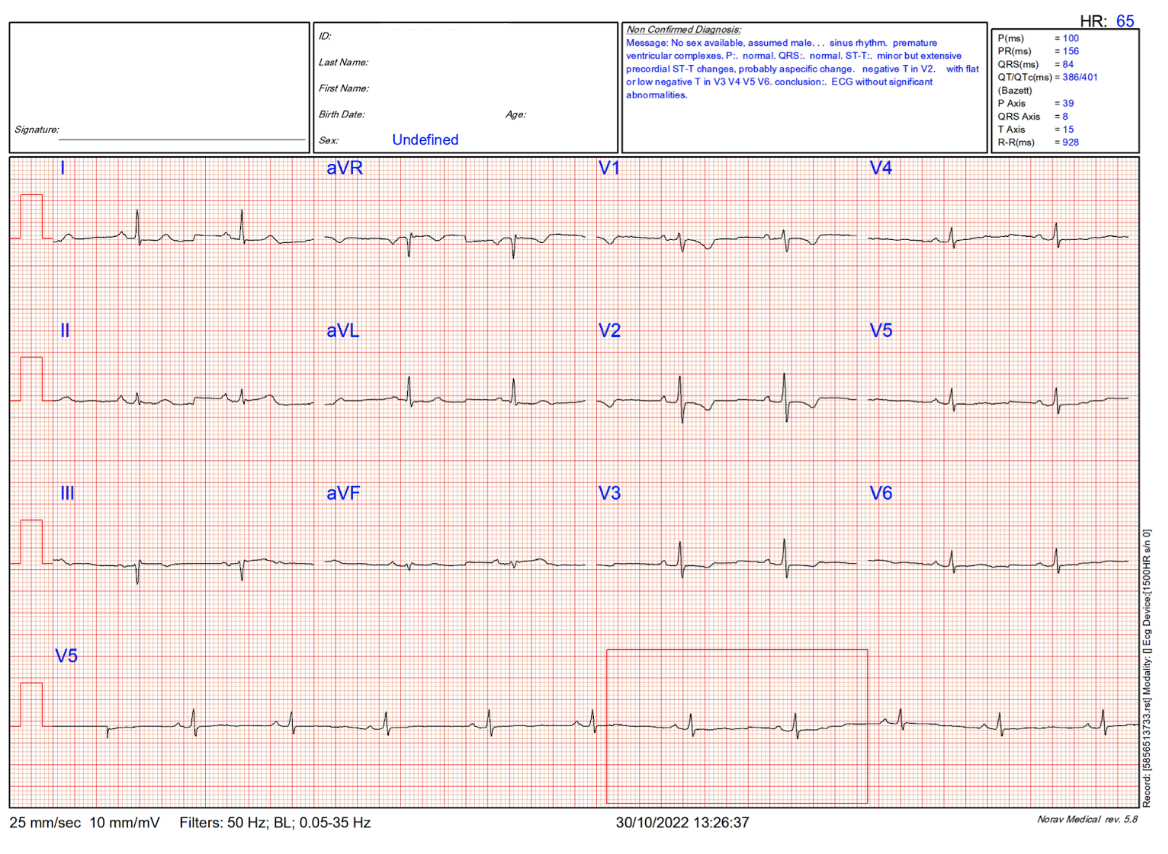 HR: 65
Signature:
ID:
Last Name:
First Name:
Birth Date: Age:
Sex: Undefined
Non Confirmed Diagnosis:
Message: No sex available, assumed male. . . sinus rhythm. premature
ventricular complexes. P:. normal. QRS:. normal. ST-T:. minor but extensive
precordial ST-T changes, probably aspecific change. negative T in V2. with flat
or low negative T in V3 V4 V5 V6. conclusion:. ECG without significant
abnormalities.
P(ms) = 100
PR(ms) = 156
QRS(ms) = 84
QT/QTc(ms) = 386/401
(Bazett)
P Axis = 39
QRS Axis = 8
T Axis = 15
R-R(ms) = 928
I aVR V1 V4
II aVL V2 V5
III aVF V3 V6
V5
25 mm/sec 10 mm/mV Filters: 50 Hz; BL; 0.05-35 Hz 30/10/2022 13:26:37 Norav Medical rev. 5.8
Record: [5856513733.rst] Modality: [] Ecg Device:[1500HR s/n 0]